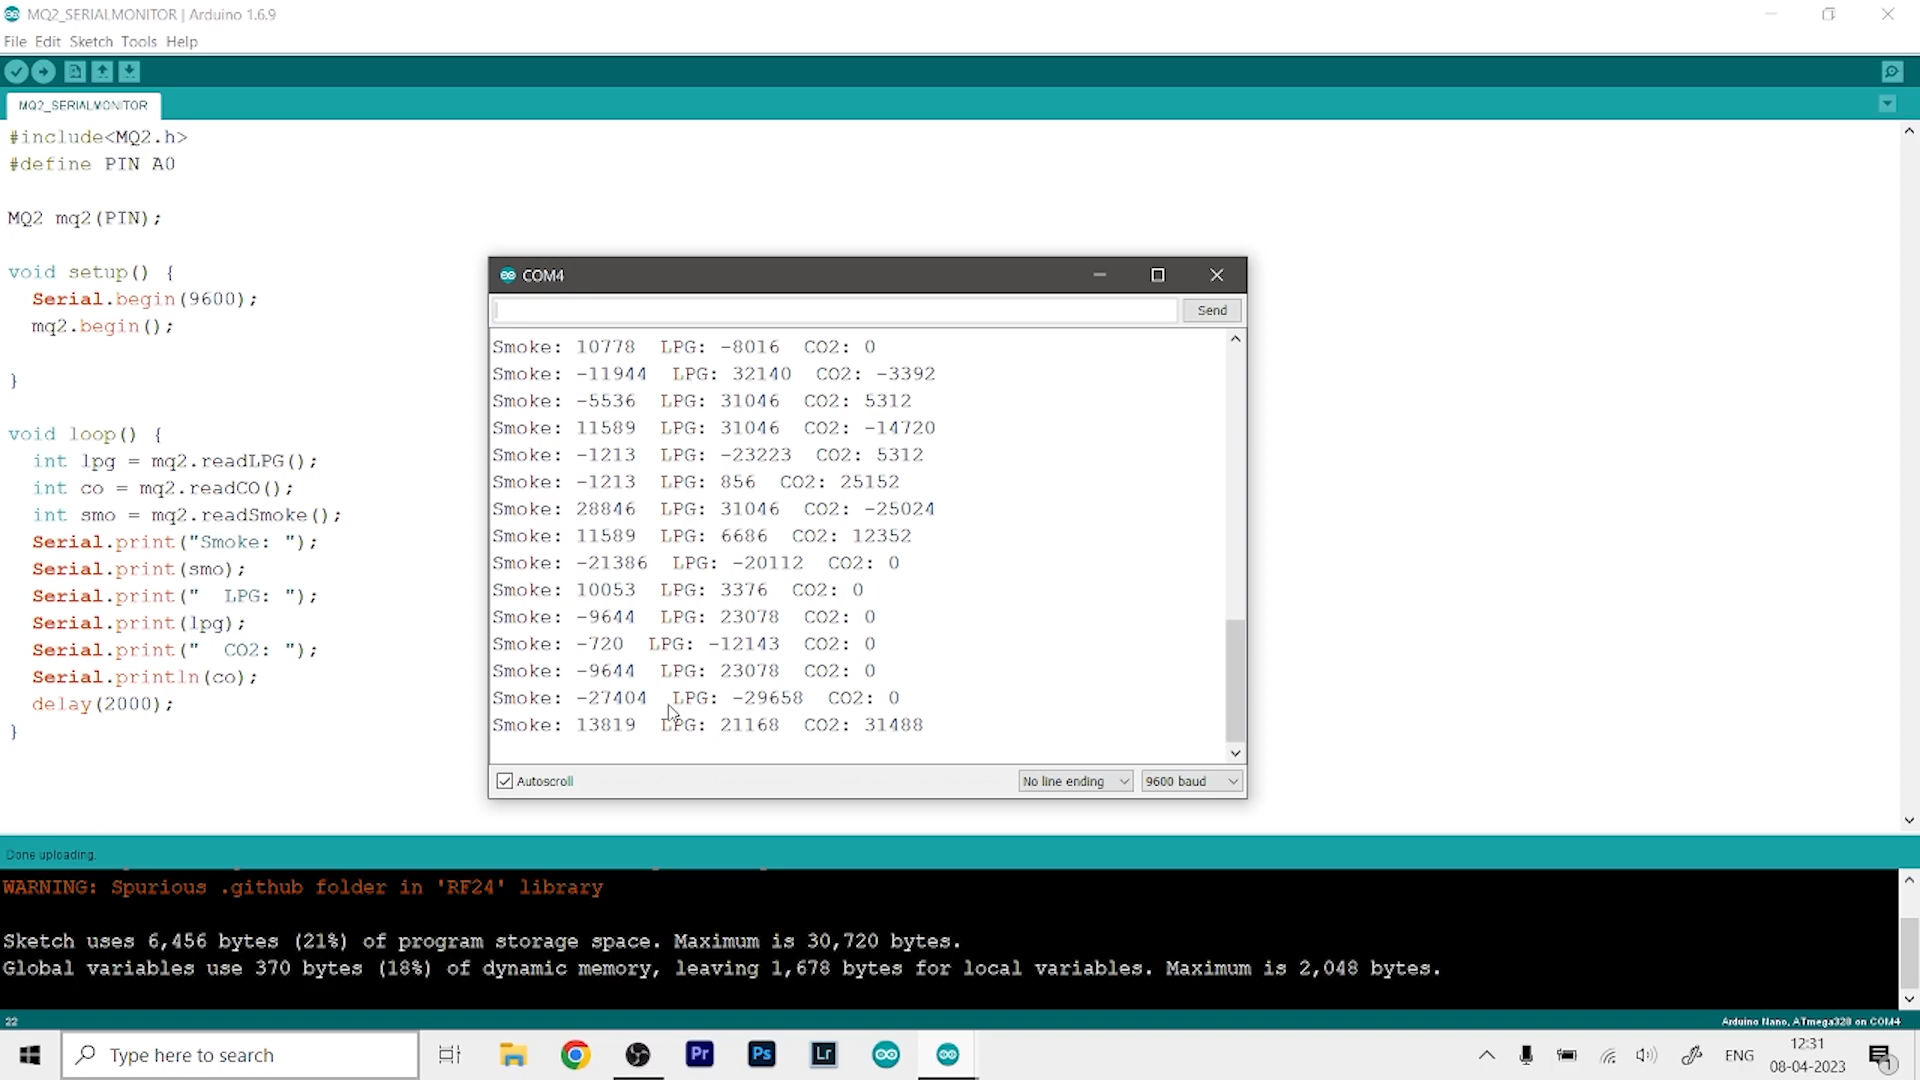 MQ2_SERIALMONITOR | Arduino 1.6.9
File Edit Sketch Tools Help
MQ2_SERIALMONITOR
#include<MQ2.h>
#define PIN A0
MQ2 mq2(PIN);
void setup() {
Serial.begin(9600);
mq2.begin();
}
void loop() {
int lpg = mq2.readLPG();
int co = mq2.readCO();
int smo = mq2.readSmoke();
Serial.print("Smoke: ");
Serial.print(smo);
Serial.print("  LPG: ");
Serial.print(lpg);
Serial.print("  CO2: ");
Serial.println(co);
delay(2000);
}
COM4
Send
Smoke: 10778  LPG: -8016  CO2: 0
Smoke: -11944  LPG: 32140  CO2: -3392
Smoke: -5536  LPG: 31046  CO2: 5312
Smoke: 11589  LPG: 31046  CO2: -14720
Smoke: -1213  LPG: -23223  CO2: 5312
Smoke: -1213  LPG: 856  CO2: 25152
Smoke: 28846  LPG: 31046  CO2: -25024
Smoke: 11589  LPG: 6686  CO2: 12352
Smoke: -21386  LPG: -20112  CO2: 0
Smoke: 10053  LPG: 3376  CO2: 0
Smoke: -9644  LPG: 23078  CO2: 0
Smoke: -720  LPG: -12143  CO2: 0
Smoke: -9644  LPG: 23078  CO2: 0
Smoke: -27404  LPG: -29658  CO2: 0
Smoke: 13819  LPG: 21168  CO2: 31488
Autoscroll
No line ending
9600 baud
Done uploading.
WARNING: Spurious .github folder in 'RF24' library
Sketch uses 6,456 bytes (21%) of program storage space. Maximum is 30,720 bytes.
Global variables use 370 bytes (18%) of dynamic memory, leaving 1,678 bytes for local variables. Maximum is 2,048 bytes.
22
Arduino Nano, ATmega328 on COM4
Type here to search
Pr
Ps
Lr
ENG
12:31
08-04-2023
1